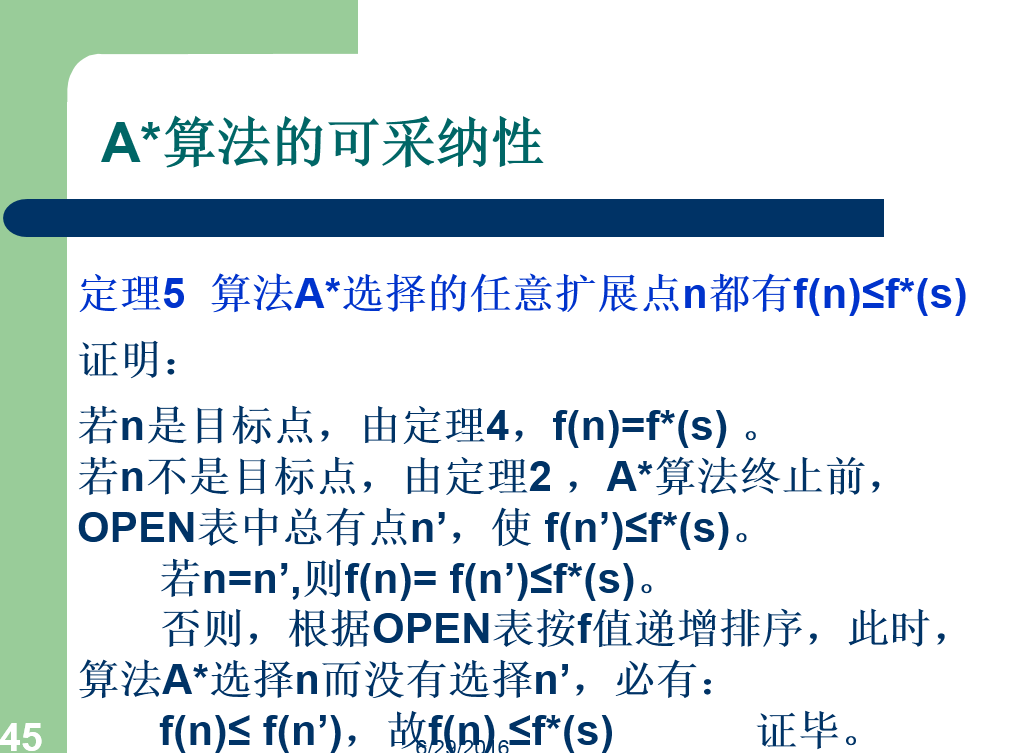 A*算法的可采纳性
定理5 算法A*选择的任意扩展点n都有f(n)≤f*(s)
证明：
若n是目标点，由定理4，f(n)=f*(s) 。
若n不是目标点，由定理2 ，A*算法终止前，
OPEN表中总有点n’，使 f(n’)≤f*(s)。
若n=n’,则f(n)= f(n’)≤f*(s)。
否则，根据OPEN表按f值递增排序，此时，
算法A*选择n而没有选择n’，必有：
f(n)≤ f(n’)，故f(n) ≤f*(s) 证毕。
45
6/29/2016